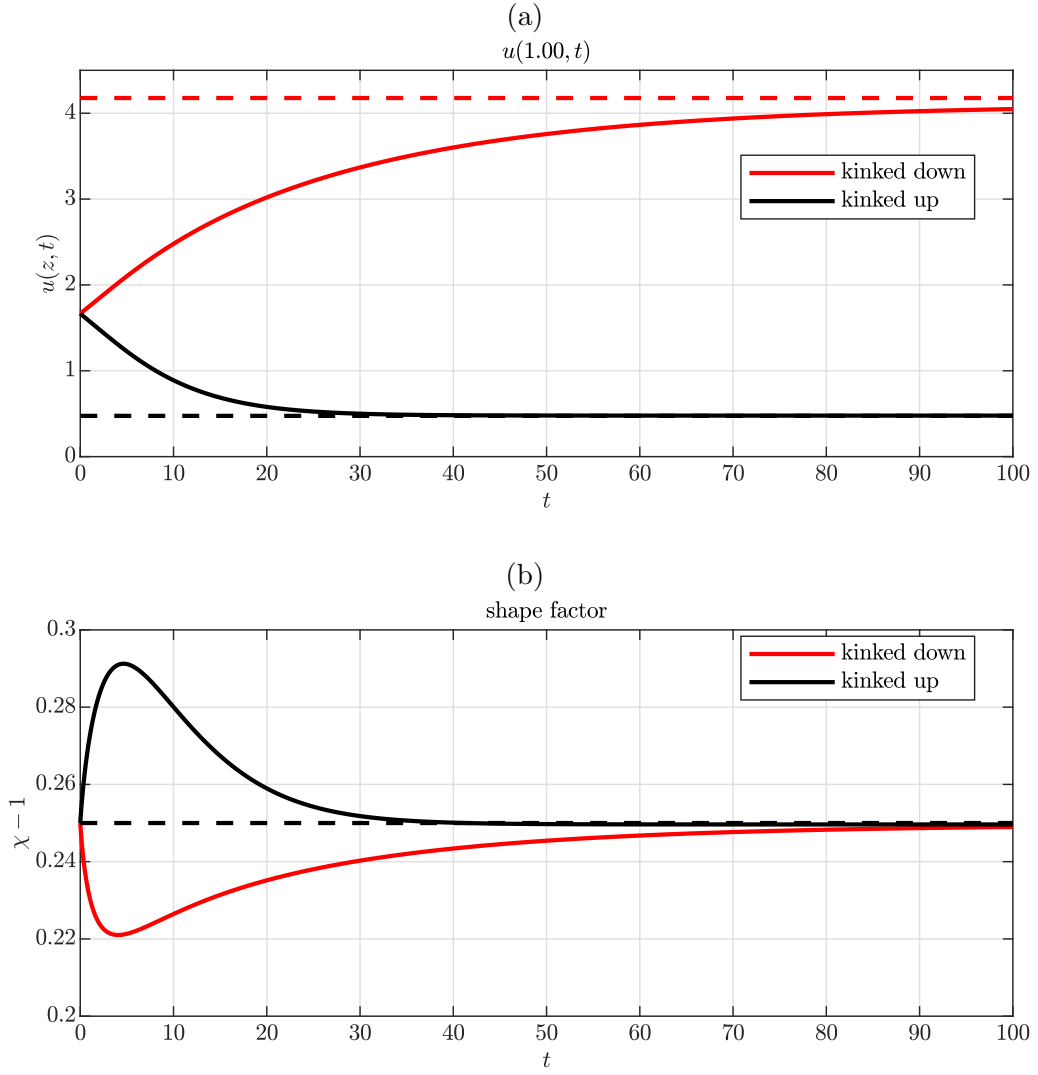 (a)
u(1.00, t)
4
3
2
1
0
u(z, t)
kinked down
kinked up
0 10 20 30 40 50 60 70 80 90 100
t
(b)
shape factor
0.3
0.28
0.26
0.24
0.22
0.2
χ − 1
kinked down
kinked up
0 10 20 30 40 50 60 70 80 90 100
t